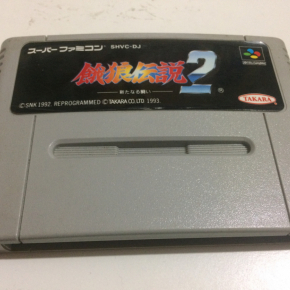 スーパーファミコン SHVC-DJ
餓狼伝説2
新たなる闘い
©SNK 1992 REPROGRAMMED ©TAKARA CO.,LTD. 1993
TAKARA